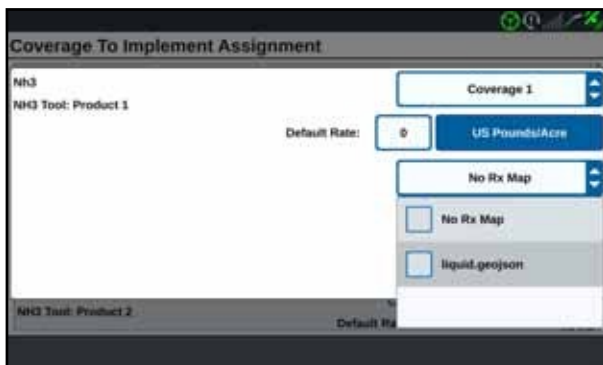 Coverage To Implement Assignment
Nh3
Coverage 1
NH3 Tool: Product 1
Default Rate: 0 US Pounds/Acre
No Rx Map
No Rx Map
liquid.geojson
NH3 Tool: Product 2
Default